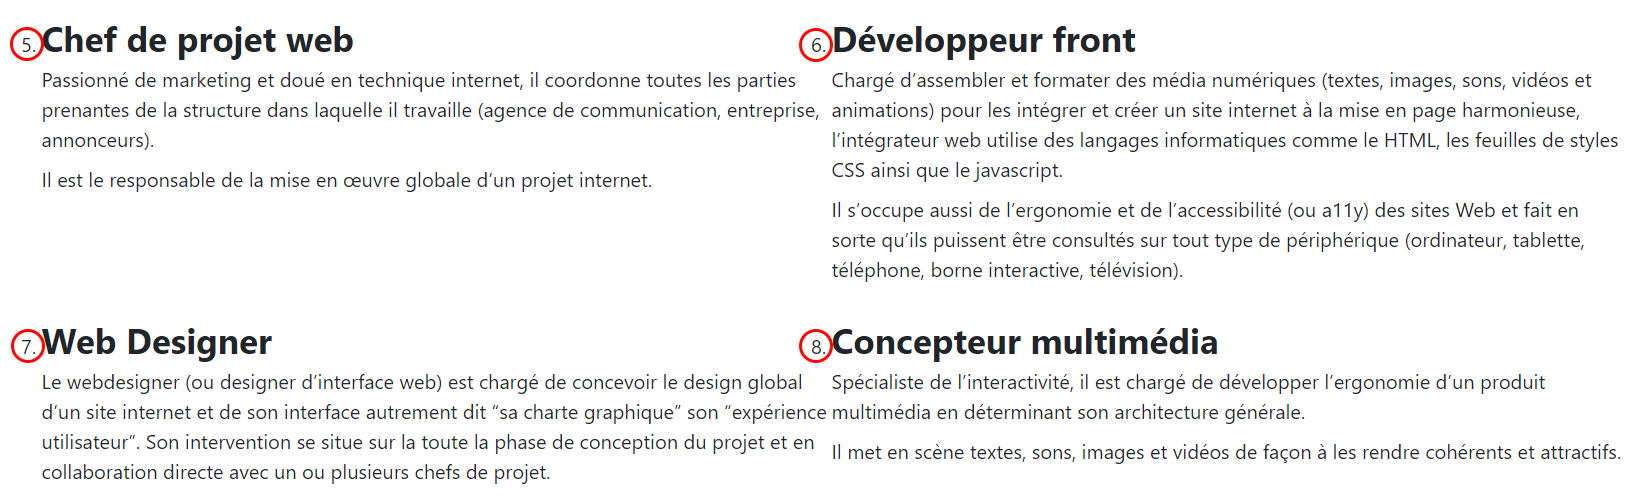 5. Chef de projet web
Passionné de marketing et doué en technique internet, il coordonne toutes les parties
prenantes de la structure dans laquelle il travaille (agence de communication, entreprise,
annonceurs).
Il est le responsable de la mise en œuvre globale d’un projet internet.
6. Développeur front
Chargé d’assembler et formater des média numériques (textes, images, sons, vidéos et
animations) pour les intégrer et créer un site internet à la mise en page harmonieuse,
l’intégrateur web utilise des langages informatiques comme le HTML, les feuilles de styles
CSS ainsi que le javascript.
Il s’occupe aussi de l’ergonomie et de l’accessibilité (ou a11y) des sites Web et fait en
sorte qu’ils puissent être consultés sur tout type de périphérique (ordinateur, tablette,
téléphone, borne interactive, télévision).
7. Web Designer
Le webdesigner (ou designer d’interface web) est chargé de concevoir le design global
d’un site internet et de son interface autrement dit “sa charte graphique” son “expérience
utilisateur”. Son intervention se situe sur la toute la phase de conception du projet et en
collaboration directe avec un ou plusieurs chefs de projet.
8. Concepteur multimédia
Spécialiste de l’interactivité, il est chargé de développer l’ergonomie d’un produit
multimédia en déterminant son architecture générale.
Il met en scène textes, sons, images et vidéos de façon à les rendre cohérents et attractifs.